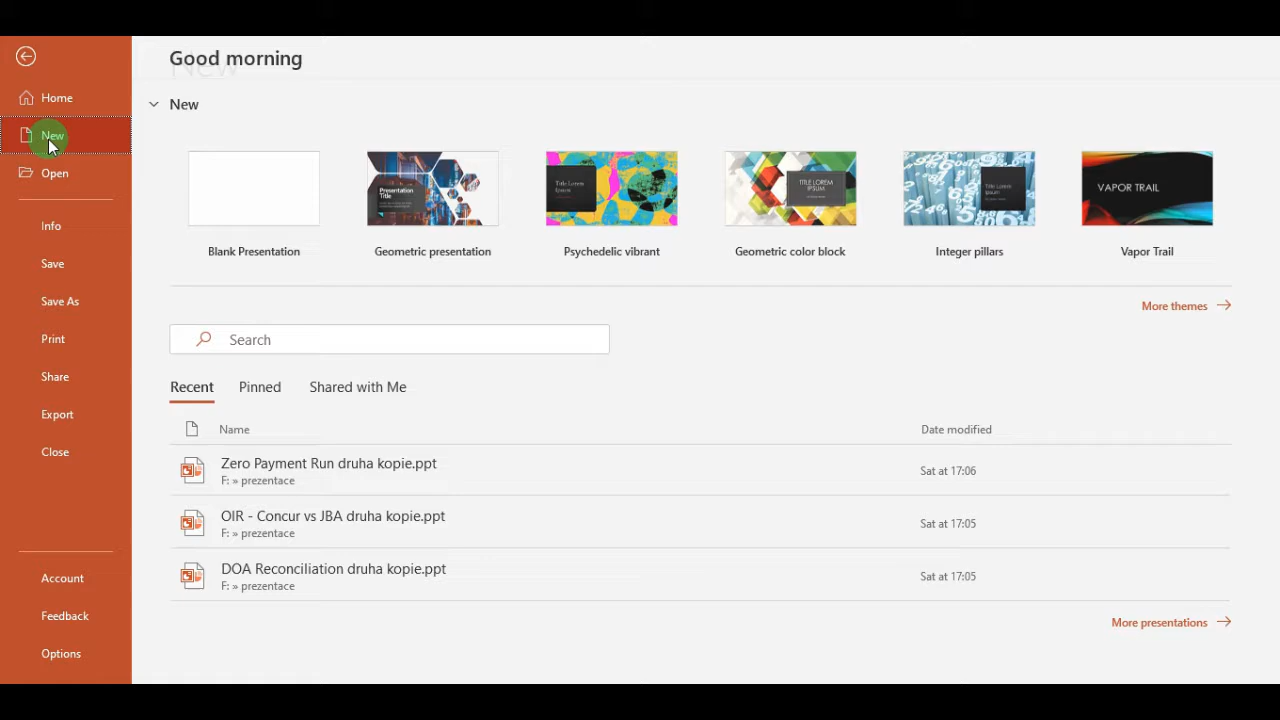 Good morning
New
Home
New
Open
Info
Save
Save As
Print
Share
Export
Close
Account
Feedback
Options
New
Presentation Title
Title Lorem Ipsum
TITLE LOREM IPSUM
Title Lorem Ipsum
VAPOR TRAIL
Blank Presentation
Geometric presentation
Psychedelic vibrant
Geometric color block
Integer pillars
Vapor Trail
More themes
Search
Recent
Pinned
Shared with Me
Name
Date modified
Zero Payment Run druha kopie.ppt
Sat at 17:06
F: » prezentace
OIR - Concur vs JBA druha kopie.ppt
Sat at 17:05
F: » prezentace
DOA Reconciliation druha kopie.ppt
Sat at 17:05
F: » prezentace
More presentations